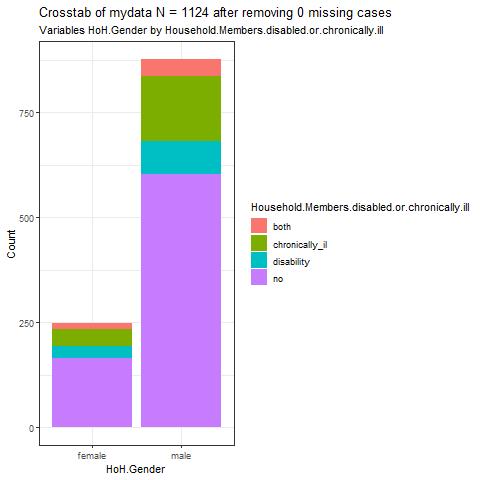 Crosstab of mydata N = 1124 after removing 0 missing cases
Variables HoH.Gender by Household.Members.disabled.or.chronically.ill
750
500
250
0
Count
female male
HoH.Gender
Household.Members.disabled.or.chronically.ill
both
chronically_il
disability
no